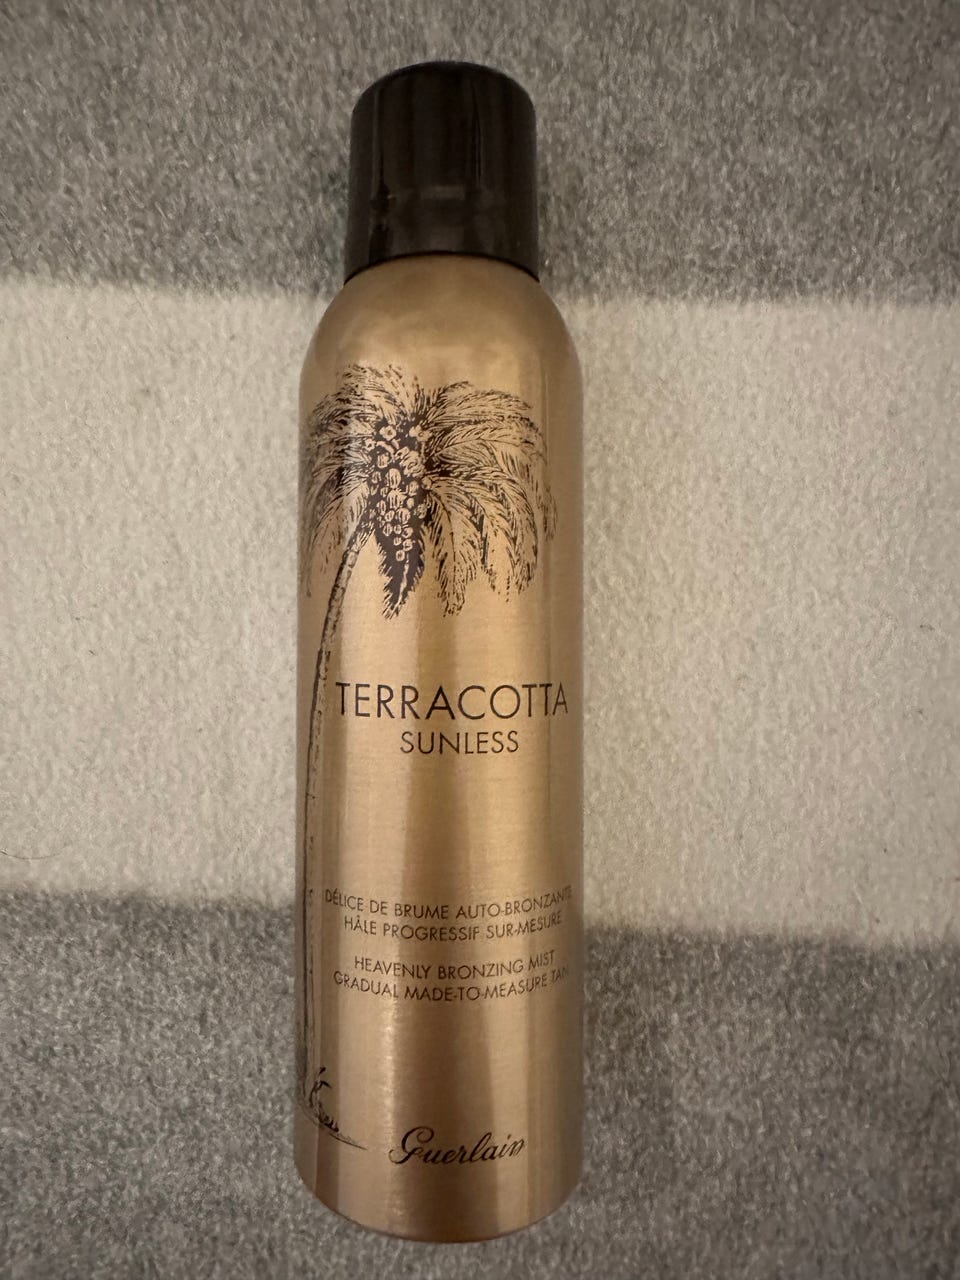 TERRACOTTA
SUNLESS
DÉLICE DE BRUME AUTO-BRONZANTE
HÂLE PROGRESSIF SUR-MESURE
HEAVENLY BRONZING MIST
GRADUAL MADE-TO-MEASURE TAN
Guerlain